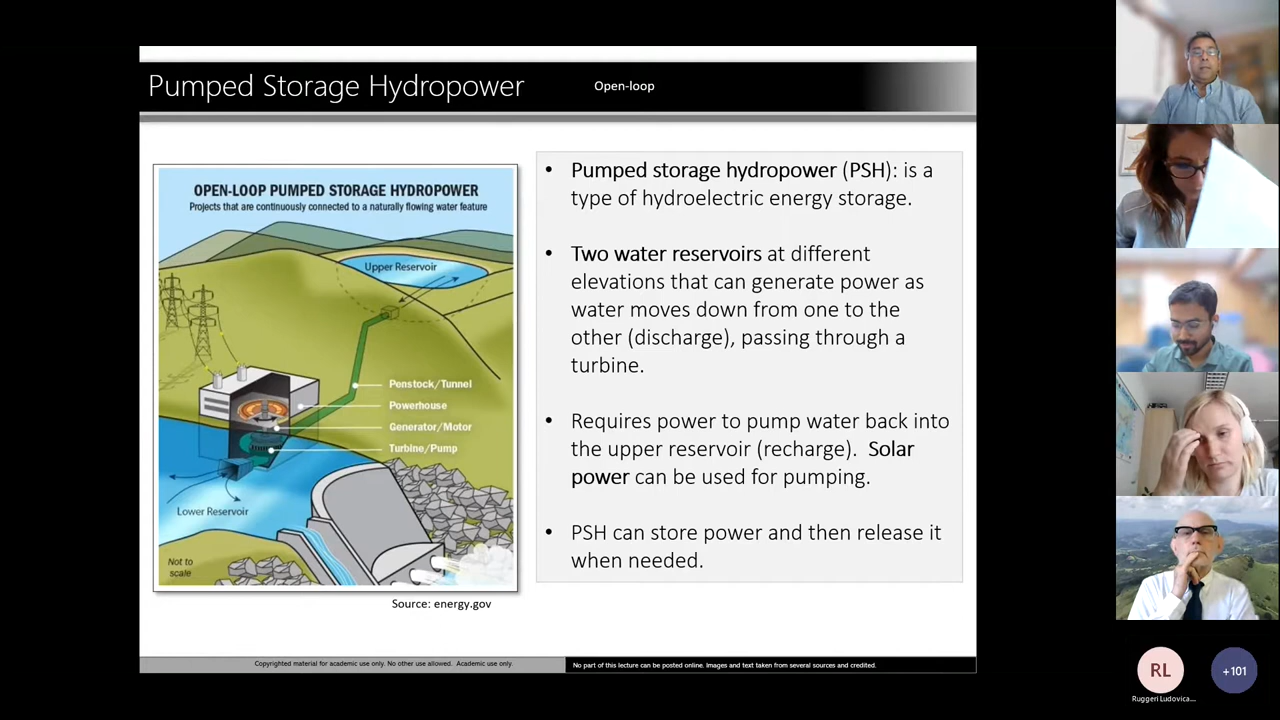 Pumped Storage Hydropower
Open-loop
OPEN-LOOP PUMPED STORAGE HYDROPOWER
Projects that are continuously connected to a naturally flowing water feature
Upper Reservoir
Penstock/Tunnel
Powerhouse
Generator/Motor
Turbine/Pump
Lower Reservoir
Not to
scale
Source: energy.gov
• Pumped storage hydropower (PSH): is a
type of hydroelectric energy storage.
• Two water reservoirs at different
elevations that can generate power as
water moves down from one to the
other (discharge), passing through a
turbine.
• Requires power to pump water back into
the upper reservoir (recharge). Solar
power can be used for pumping.
• PSH can store power and then release it
when needed.
Copyrighted material for academic use only. No other use allowed. Academic use only.
No part of this lecture can be posted online. Images and text taken from several sources and credited.
RL
+101
Ruggeri Ludovica...